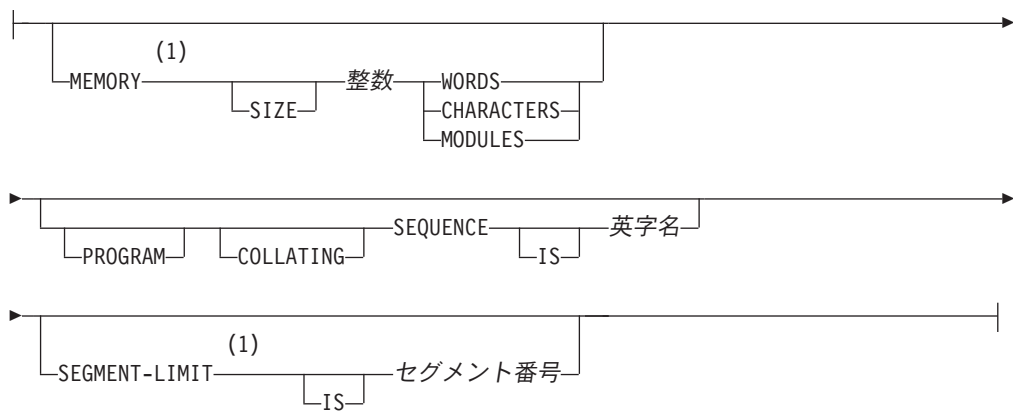 (1)
MEMORY 整数 WORDS
SIZE CHARACTERS
MODULES
SEQUENCE 英字名
PROGRAM COLLATING IS
(1)
SEGMENT-LIMIT セグメント番号
IS